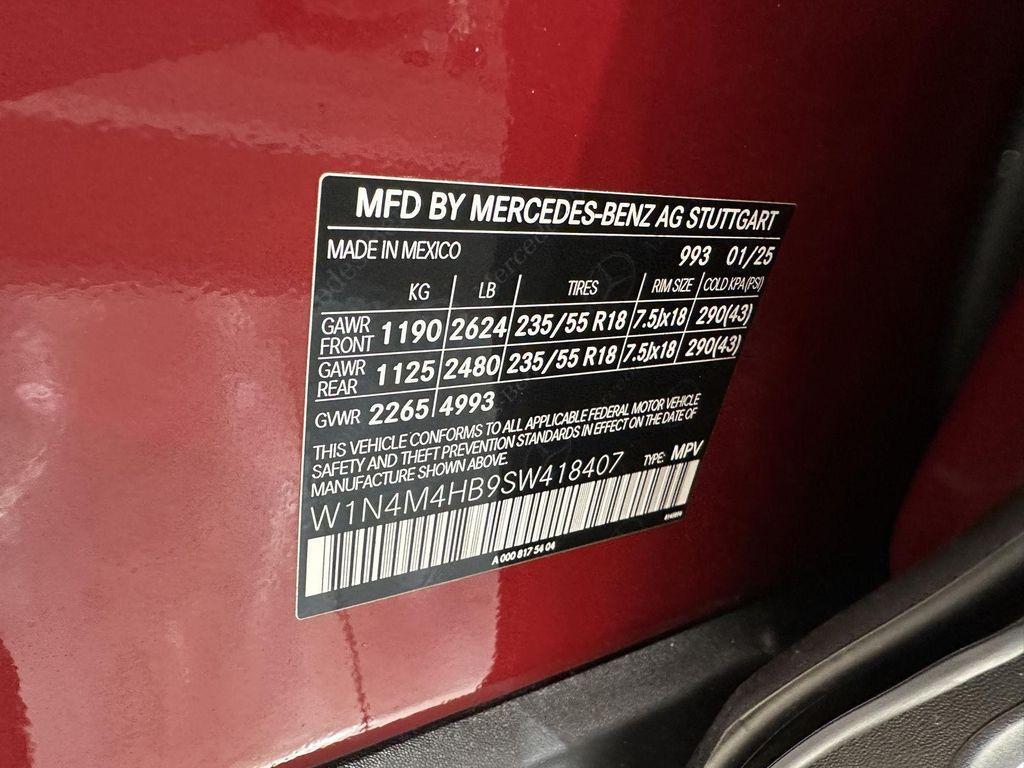 MFD BY MERCEDES-BENZ AG STUTTGART
MADE IN MEXICO 993 01/25
KG LB TIRES RIM SIZE COLD KPA(PSI)
GAWR FRONT 1190 2624 235/55 R18 7.5Jx18 290(43)
GAWR REAR 1125 2480 235/55 R18 7.5Jx18 290(43)
GVWR 2265 4993
THIS VEHICLE CONFORMS TO ALL APPLICABLE FEDERAL MOTOR VEHICLE
SAFETY AND THEFT PREVENTION STANDARDS IN EFFECT ON THE DATE OF
MANUFACTURE SHOWN ABOVE.
TYPE: MPV
W1N4M4HB9SW418407
A 000 817 54 04